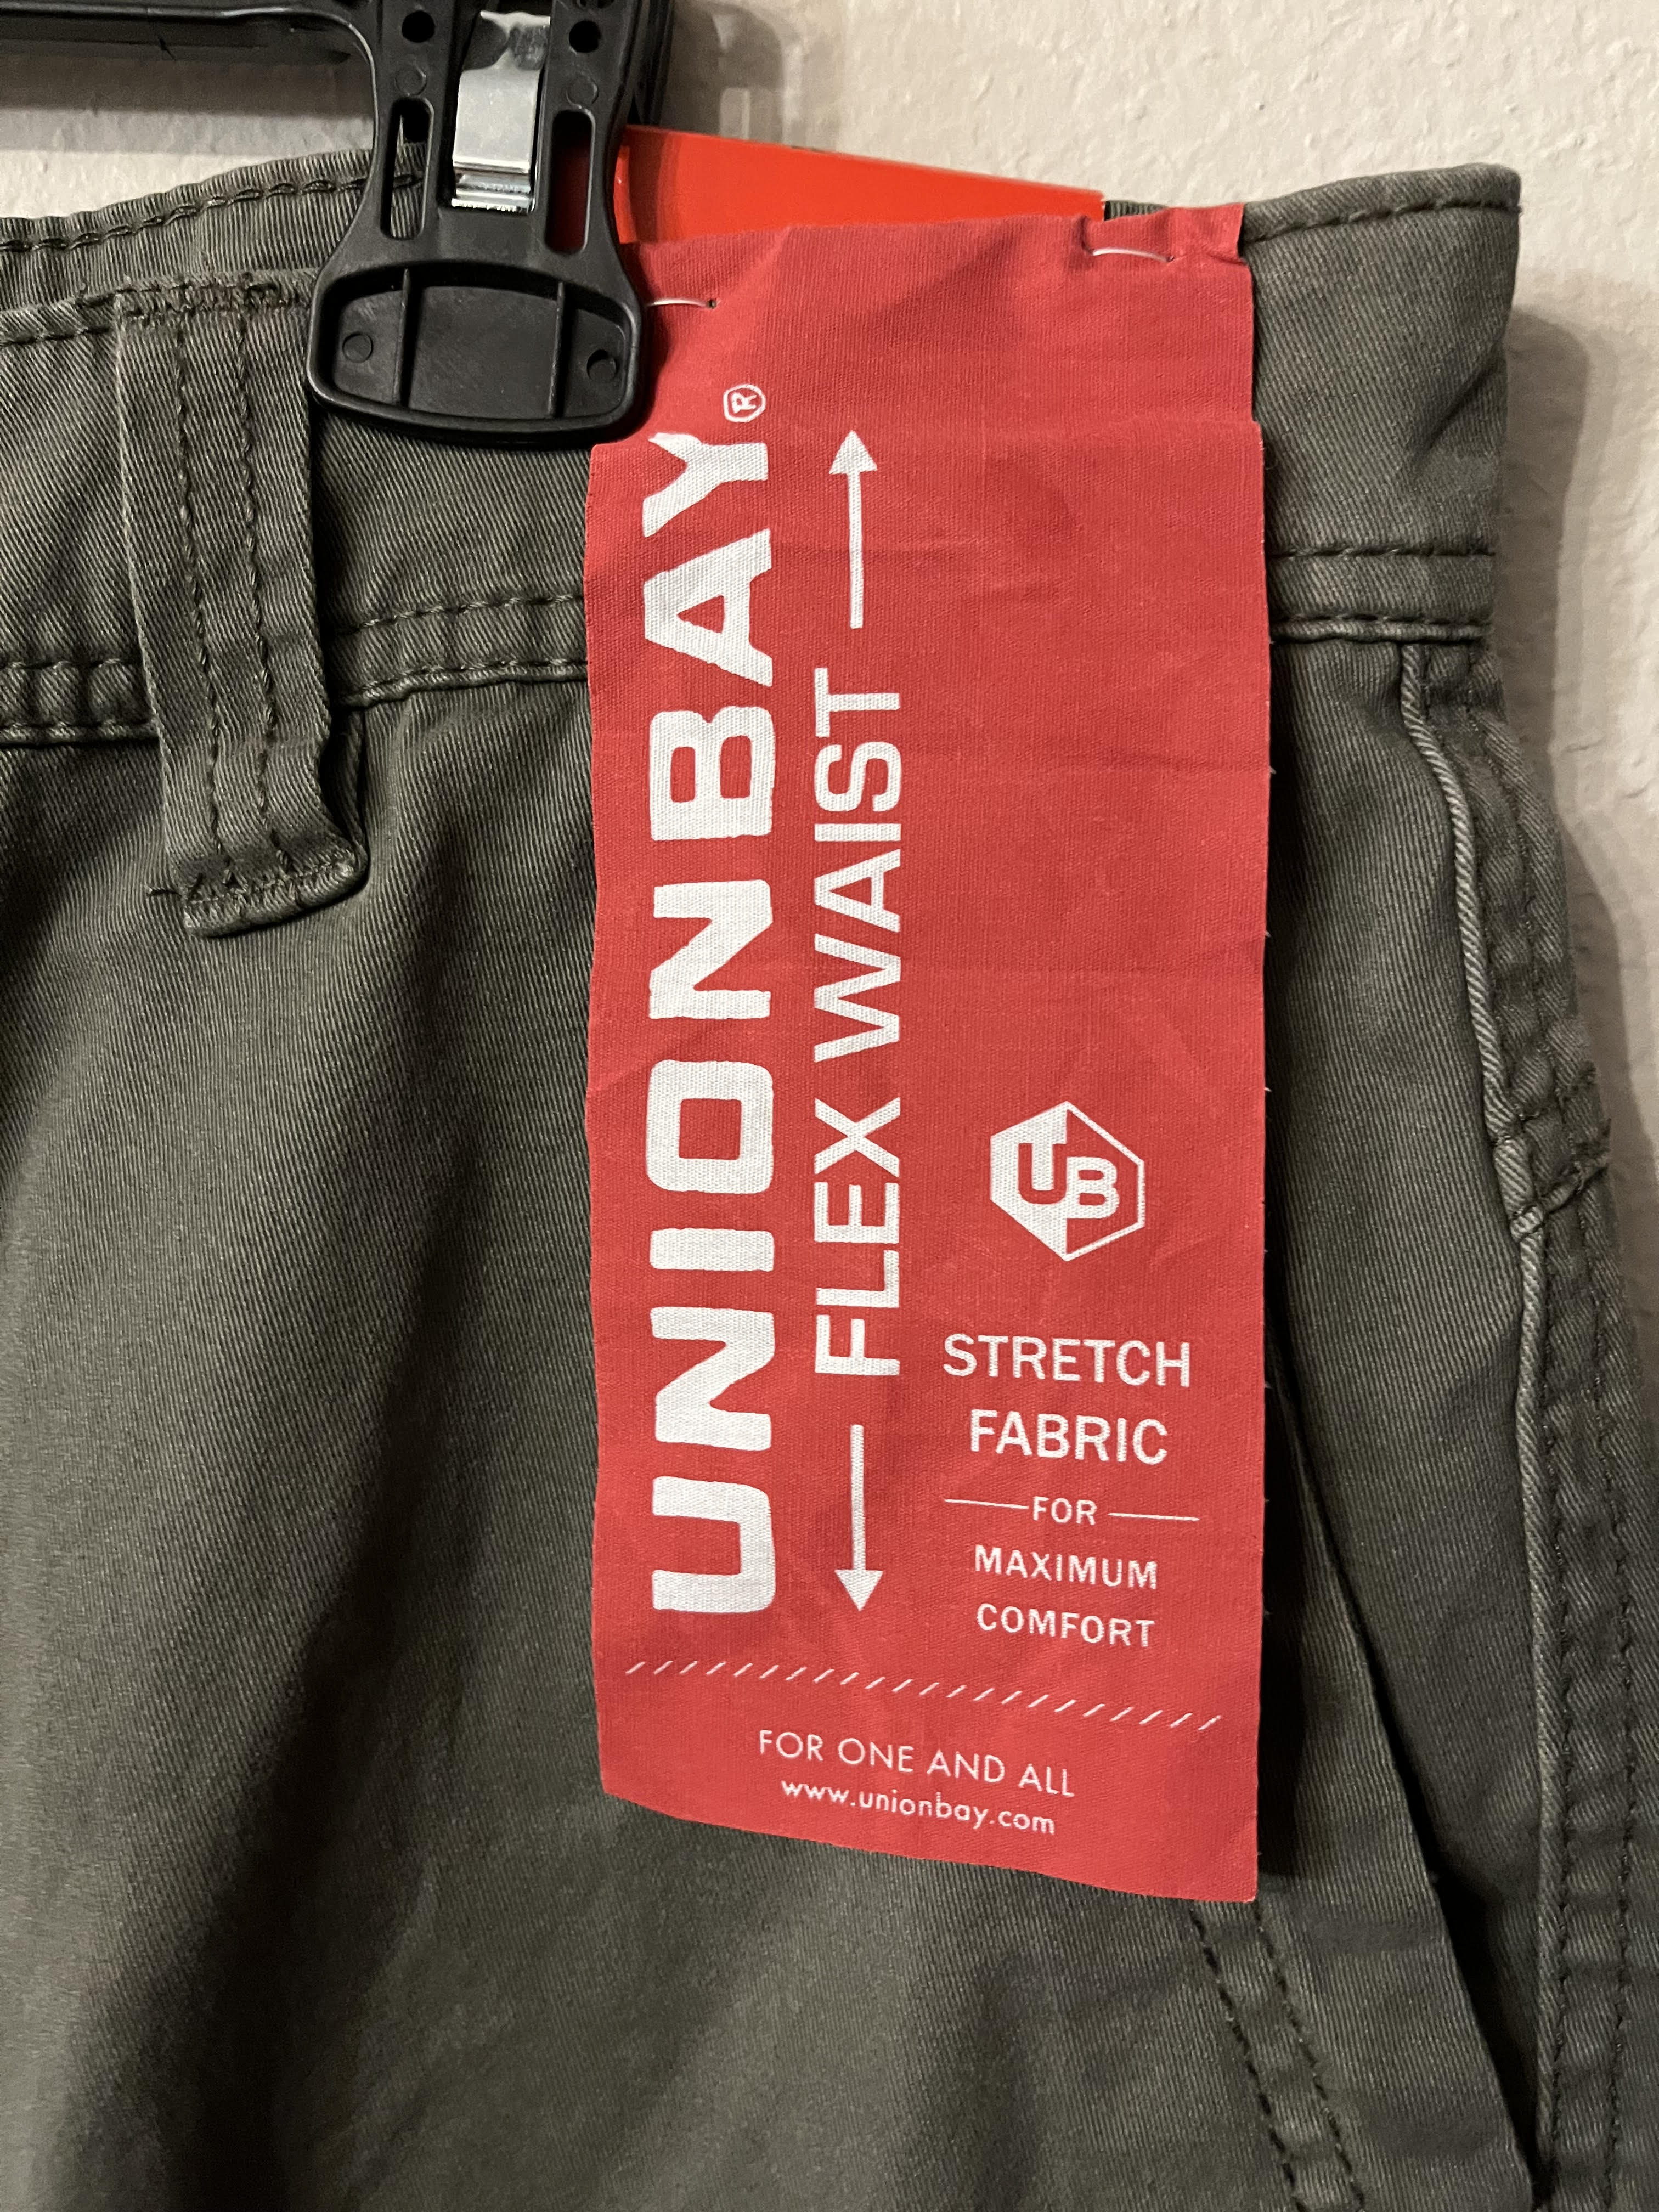 UNIONBAY®
FLEX WAIST
UB
STRETCH
FABRIC
FOR
MAXIMUM
COMFORT
FOR ONE AND ALL
www.unionbay.com